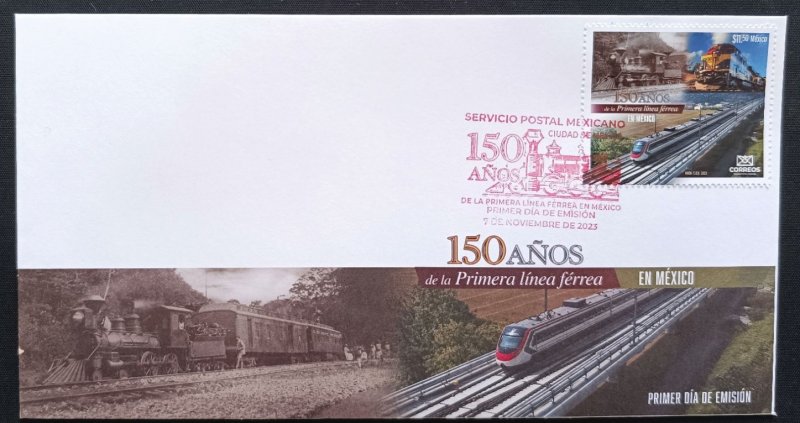 $11.50 MÉXICO
150 AÑOS
de la Primera línea férrea
EN MÉXICO
CORREOS
SERVICIO POSTAL MEXICANO
CIUDAD DE
150
AÑOS
DE LA PRIMERA LÍNEA FÉRREA EN MÉXICO
PRIMER DÍA DE EMISIÓN
7 DE NOVIEMBRE DE 2023
150 AÑOS
de la Primera línea férrea
EN MÉXICO
PRIMER DÍA DE EMISIÓN